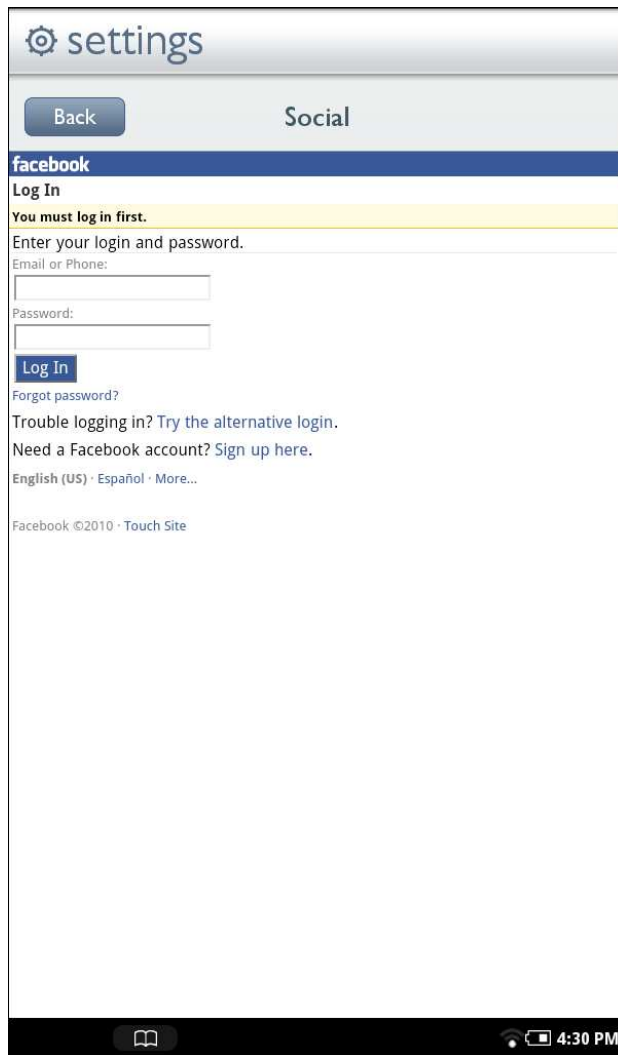 settings
Back
Social
facebook
Log In
You must log in first.
Enter your login and password.
Email or Phone:
Password:
Log In
Forgot password?
Trouble logging in? Try the alternative login.
Need a Facebook account? Sign up here.
English (US) · Español · More...
Facebook ©2010 · Touch Site
4:30 PM